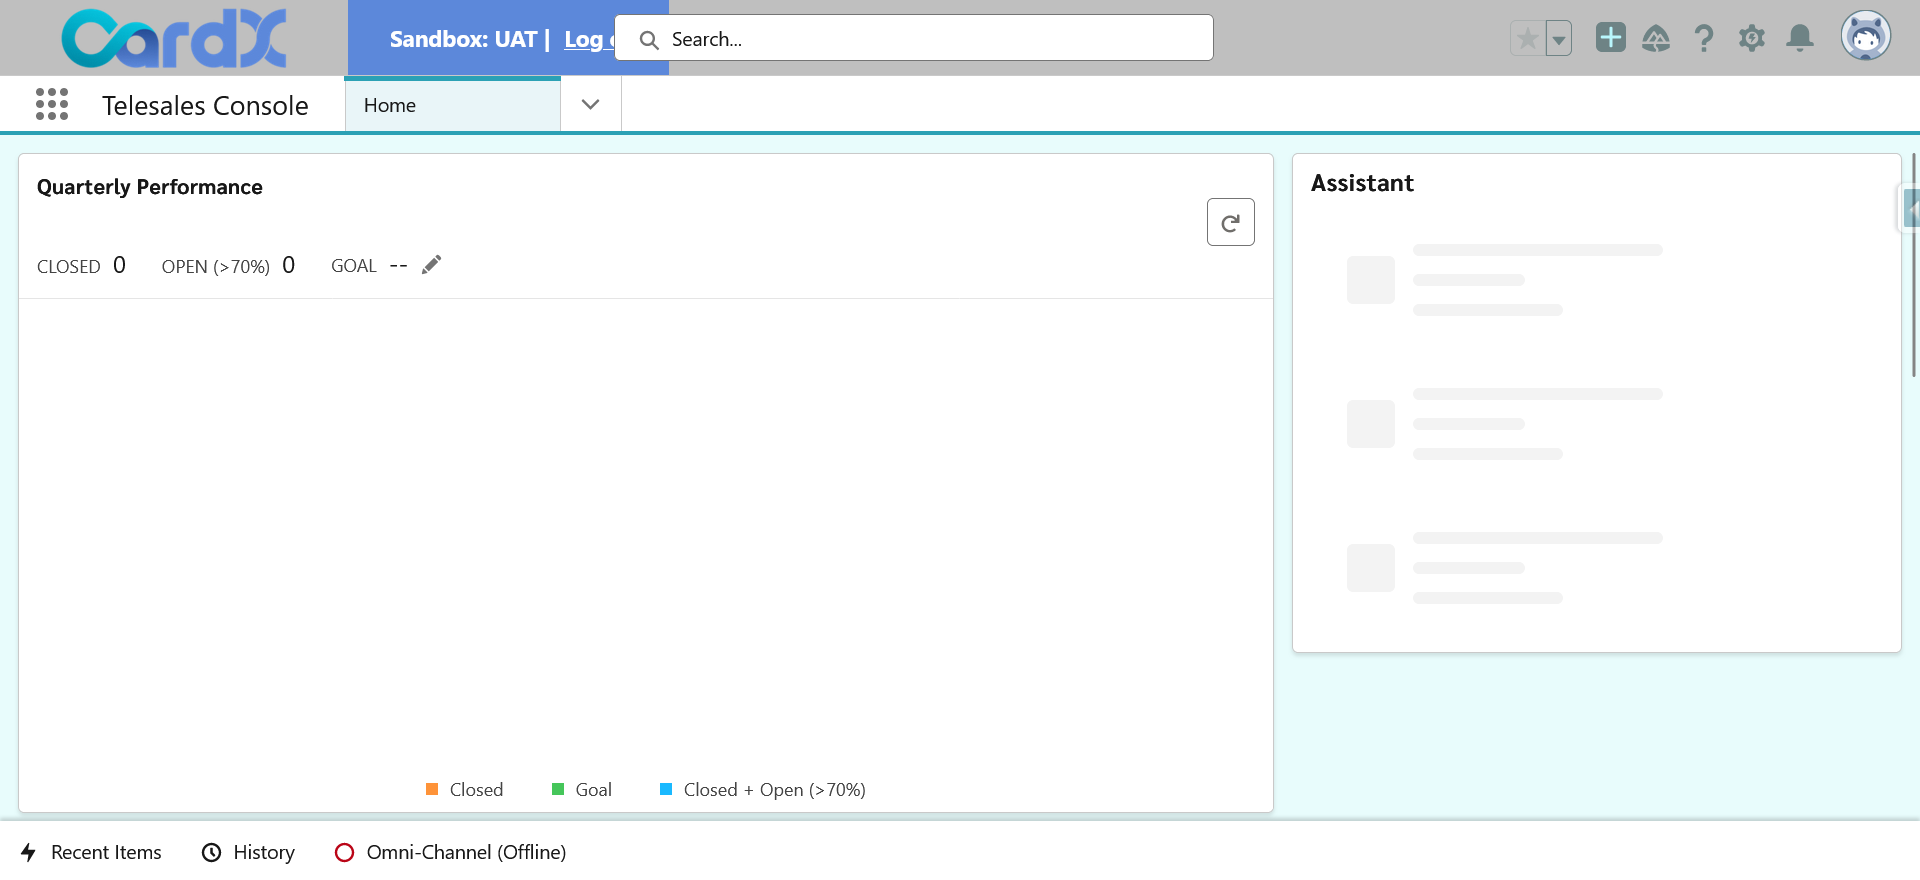 CardX
Sandbox: UAT | Log
Search...
Telesales Console
Home
Quarterly Performance
CLOSED 0 OPEN (>70%) 0 GOAL --
Closed Goal Closed + Open (>70%)
Assistant
Recent Items History Omni-Channel (Offline)